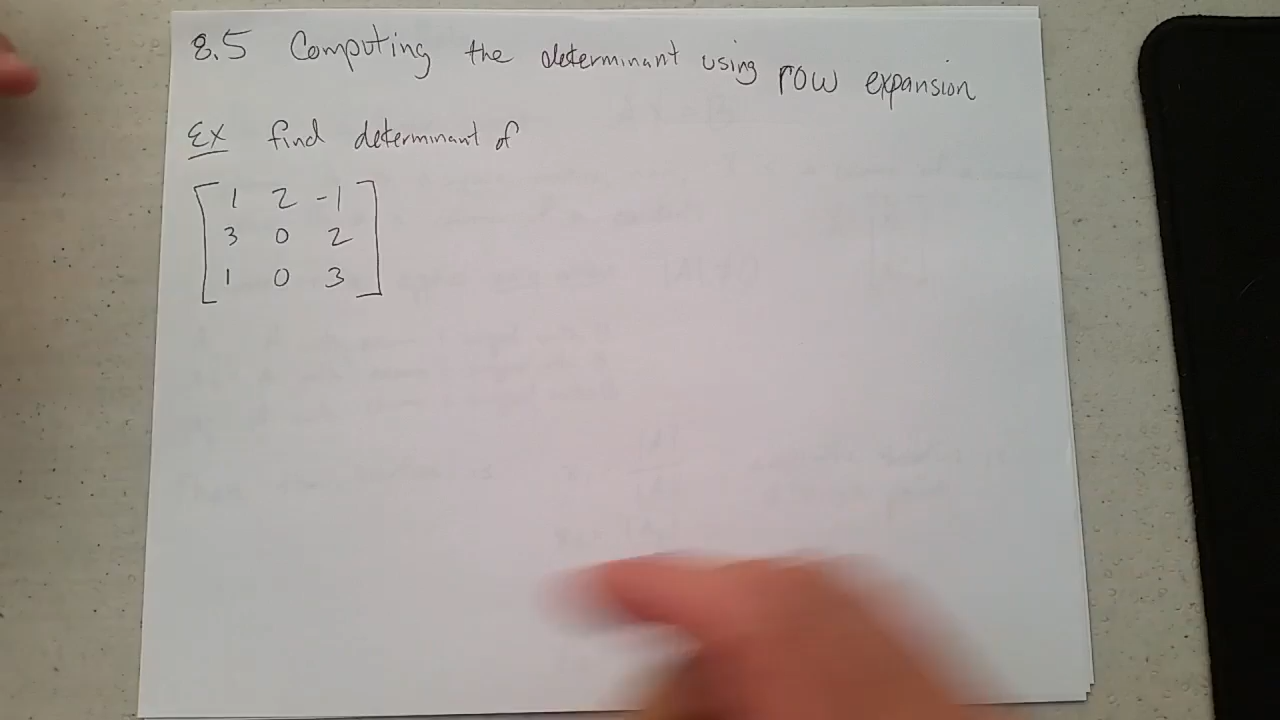 8.5 Computing the determinant using row expansion
Ex find determinant of
1 2 -1
3 0 2
1 0 3